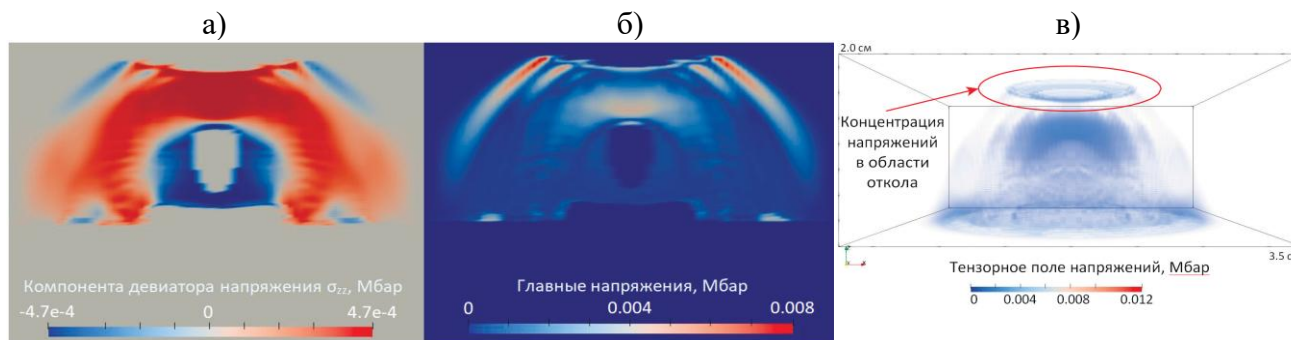 а)
б)
в)
Компонента девиатора напряжения σzz, Мбар
-4.7e-4 0 4.7e-4
Главные напряжения, Мбар
0 0.004 0.008
2.0 см
Концентрация
напряжений
в области
откола
3.5 с
Тензорное поле напряжений, Мбар
0 0.004 0.008 0.012